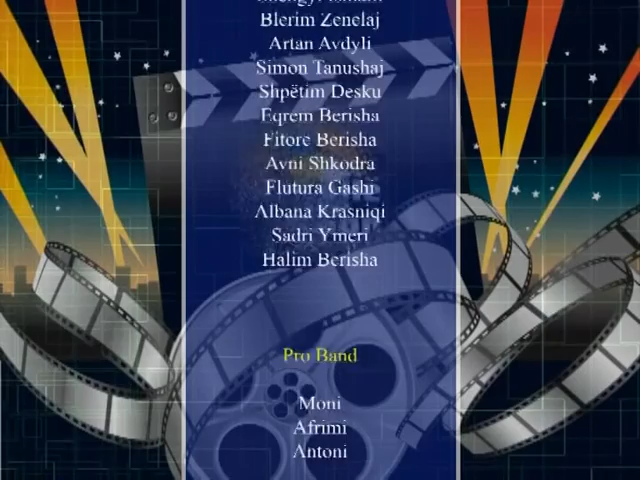 Blerim Zenelaj
Artan Avdyli
Simon Tanushaj
Shpëtim Desku
Eqrem Berisha
Fitore Berisha
Avni Shkodra
Flutura Gashi
Albana Krasniqi
Sadri Ymeri
Halim Berisha
Pro Band
Moni
Afrimi
Antoni